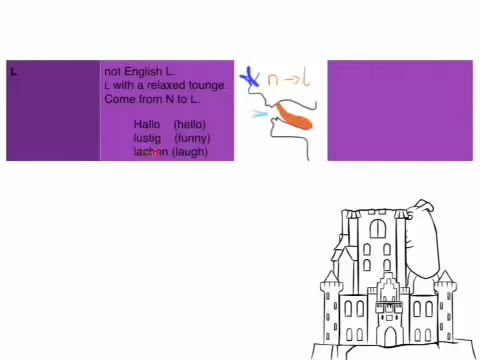 L
not English L.
L with a relaxed tounge.
Come from N to L.
Hallo (hello)
lustig (funny)
lachen (laugh)
n → l